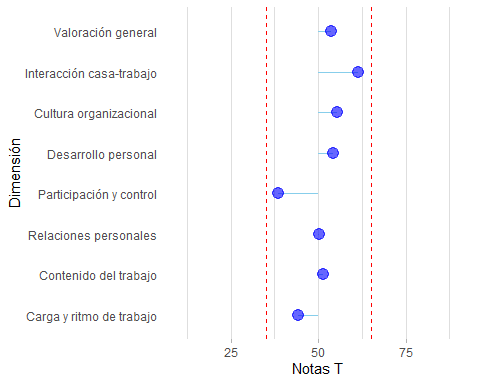 Valoración general
Interacción casa-trabajo
Cultura organizacional
Desarrollo personal
Participación y control
Relaciones personales
Contenido del trabajo
Carga y ritmo de trabajo
Dimensión
25 50 75
Notas T